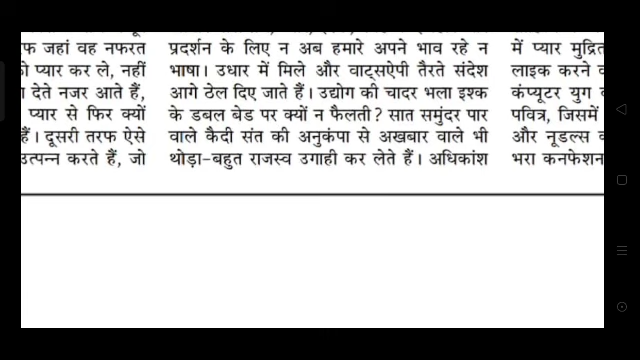 फ जहां वह नफरत
प्यार कर ले, नहीं
देते नजर आते हैं,
प्यार से फिर क्यों
हैं। दूसरी तरफ ऐसे
उत्पन्न करते हैं, जो
प्रदर्शन के लिए न अब हमारे अपने भाव रहे न
भाषा। उधार में मिले और वाट्सऐपी तैरते संदेश
आगे ठेल दिए जाते हैं। उद्योग की चादर भला इश्क
के डबल बेड पर क्यों न फैलती? सात समुंदर पार
वाले कैदी संत की अनुकंपा से अखबार वाले भी
थोड़ा-बहुत राजस्व उगाही कर लेते हैं। अधिकांश
में प्यार मुद्रित
लाइक करने व
कंप्यूटर युग
पवित्र, जिसमें
और नूडल्स व
भरा कनफेशन